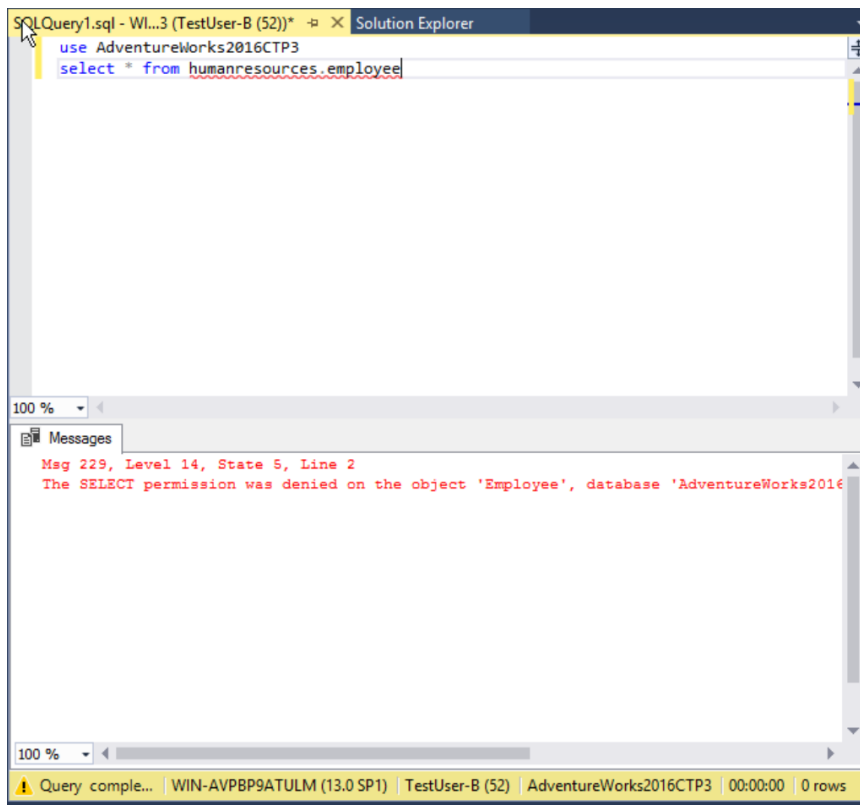 SQLQuery1.sql - WI...3 (TestUser-B (52))* Solution Explorer
use AdventureWorks2016CTP3
select * from humanresources.employee
100 %
Messages
Msg 229, Level 14, State 5, Line 2
The SELECT permission was denied on the object 'Employee', database 'AdventureWorks2016
100 %
Query comple... WIN-AVPBP9ATULM (13.0 SP1) TestUser-B (52) AdventureWorks2016CTP3 00:00:00 0 rows